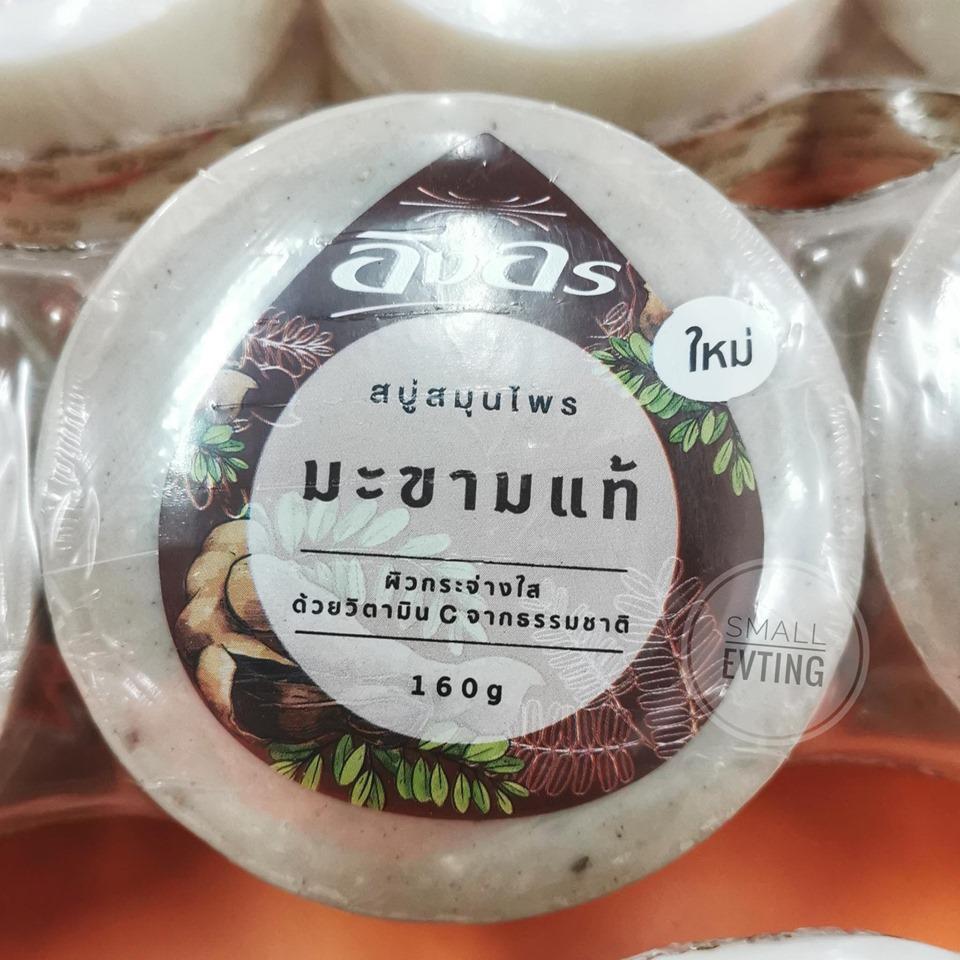 อิงอร
ใหม่
สบู่สมุนไพร
มะขามแท้
ผิวกระจ่างใส
ด้วยวิตามิน C จากธรรมชาติ
160g
SMALL
EVTING